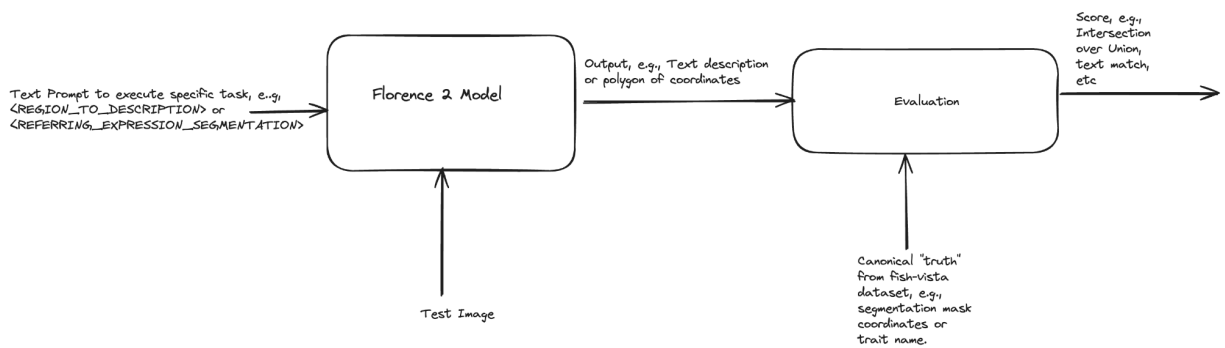 Text Prompt to execute specific task, e..g,
<REGION_TO_DESCRIPTION> or
<REFERRING_EXPRESSION_SEGMENTATION>
Florence 2 Model
Test Image
Output, e.g., Text description
or polygon of coordinates
Evaluation
Canonical "truth"
from fish-vista
dataset, e.g.,
segmentation mask
coordinates or
trait name.
Score, e.g.,
Intersection
over Union,
text match,
etc